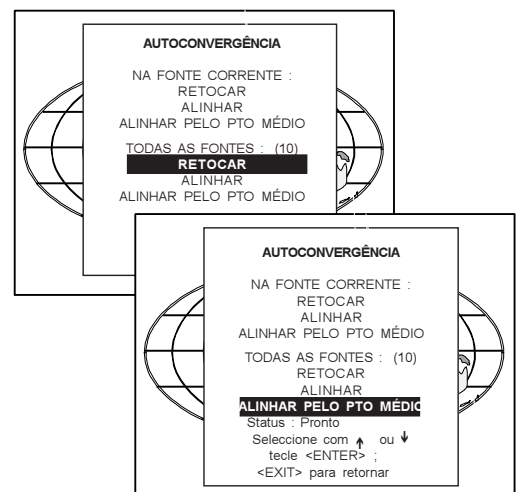 AUTOCONVERGÊNCIA
NA FONTE CORRENTE :
RETOCAR
ALINHAR
ALINHAR PELO PTO MÉDIO
TODAS AS FONTES : (10)
RETOCAR
ALINHAR
ALINHAR PELO PTO MÉDIO
AUTOCONVERGÊNCIA
NA FONTE CORRENTE :
RETOCAR
ALINHAR
ALINHAR PELO PTO MÉDIO
TODAS AS FONTES : (10)
RETOCAR
ALINHAR
ALINHAR PELO PTO MÉDIO
Status : Pronto
Seleccione com ↑ ou ↓
tecle <ENTER> ;
<EXIT> para retornar